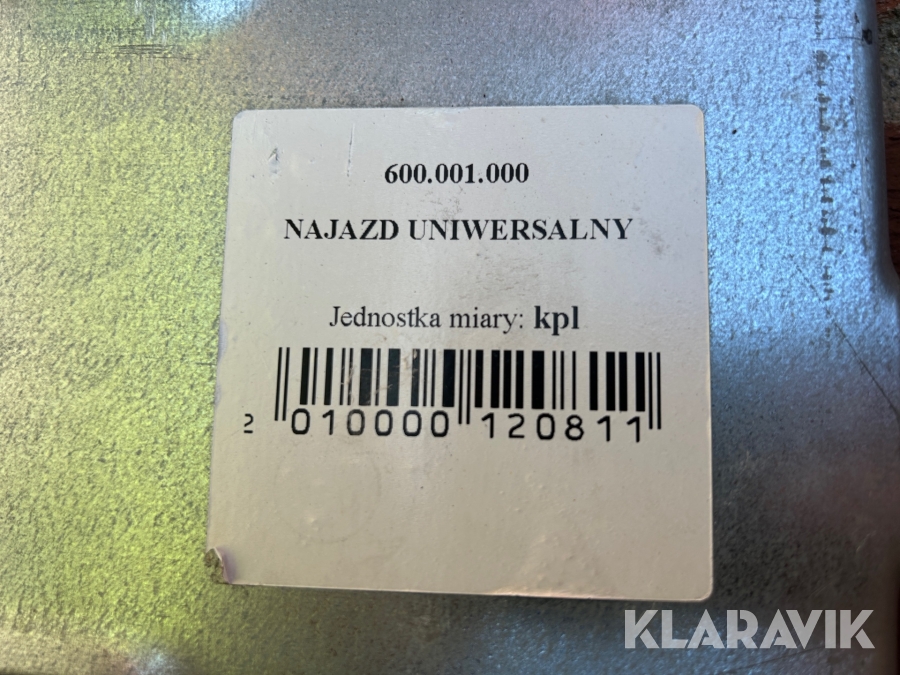 600.001.000
NAJAZD UNIWERSALNY
Jednostka miary: kpl
2 010000 120811
KLARAVIK